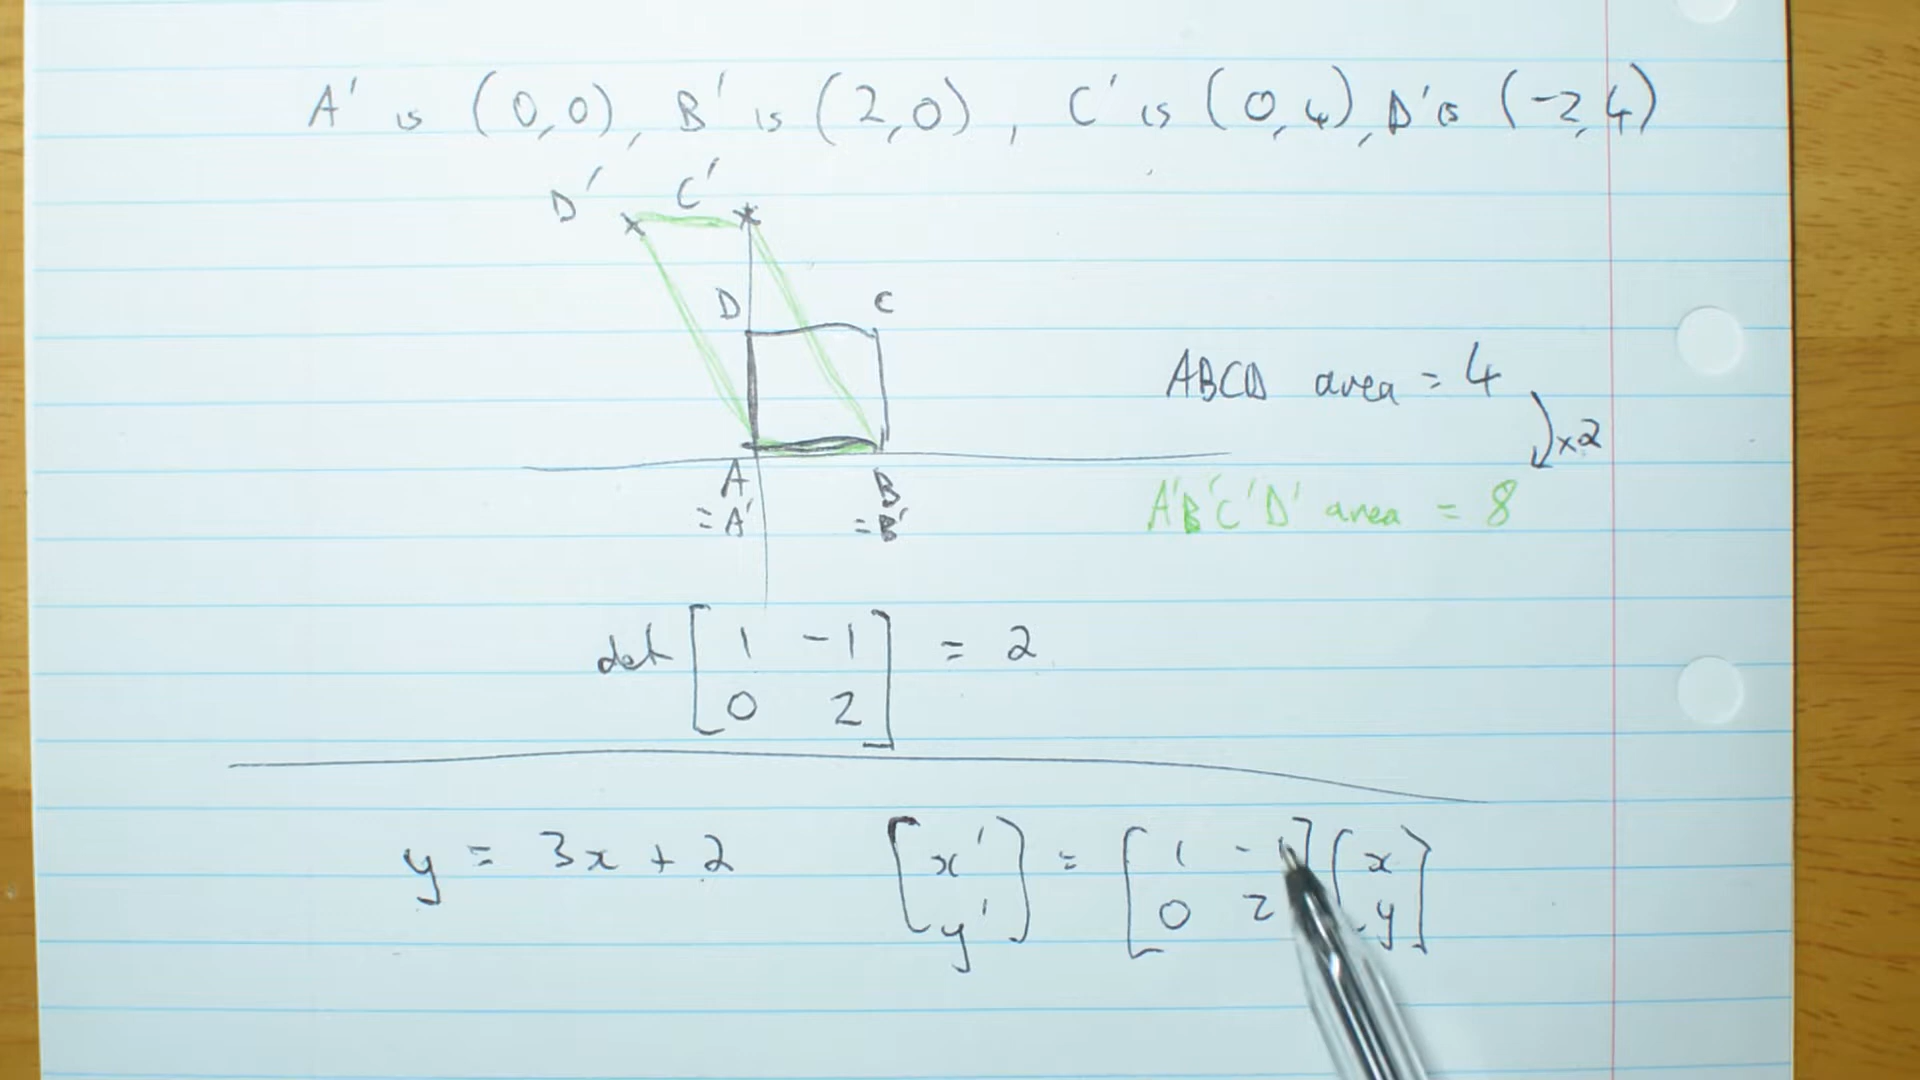 A' is (0,0), B' is (2,0), C' is (0,4), D' is (-2,4)
D' C'
D C
ABCD area = 4
×2
A B
= A' = B'
A'B'C'D' area = 8
det [1 -1
0 2] = 2
y = 3x + 2 [x' y'] = [1 -1
0 2] [x y]